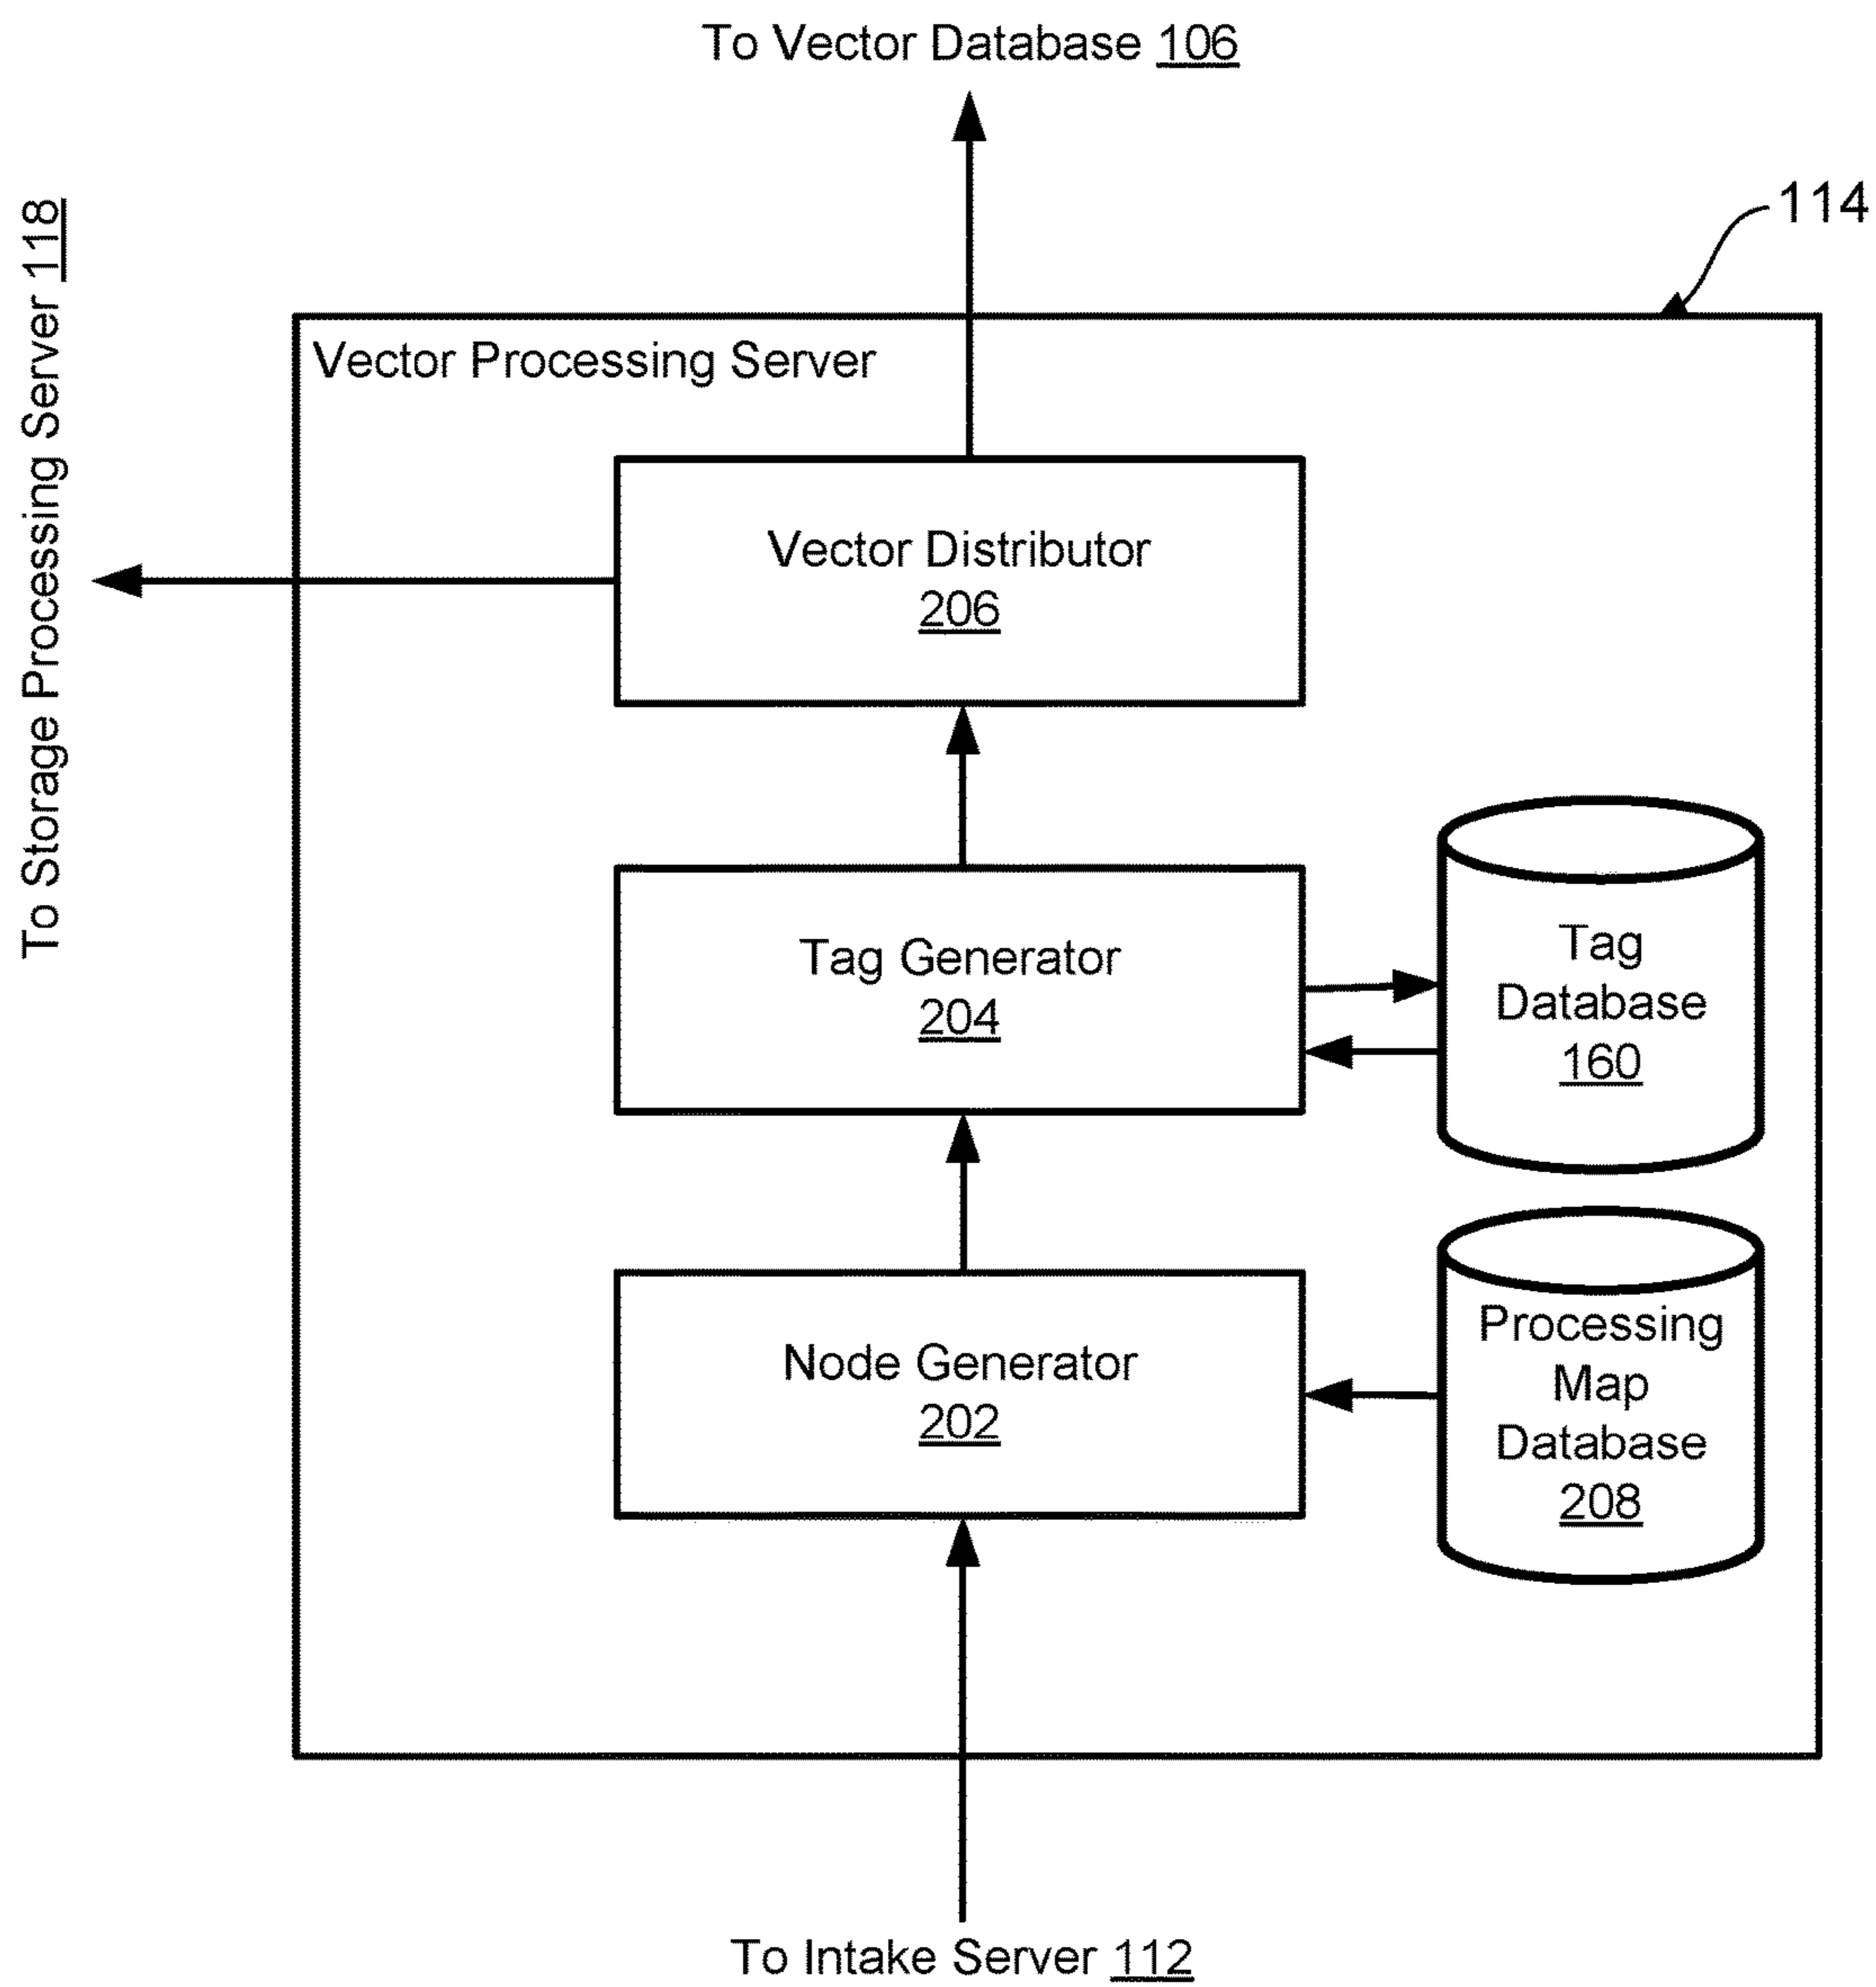 To Vector Database 106
114
To Storage Processing Server 118
Vector Processing Server
Vector Distributor
206
Tag Generator
204
Tag
Database
160
Node Generator
202
Processing
Map
Database
208
To Intake Server 112